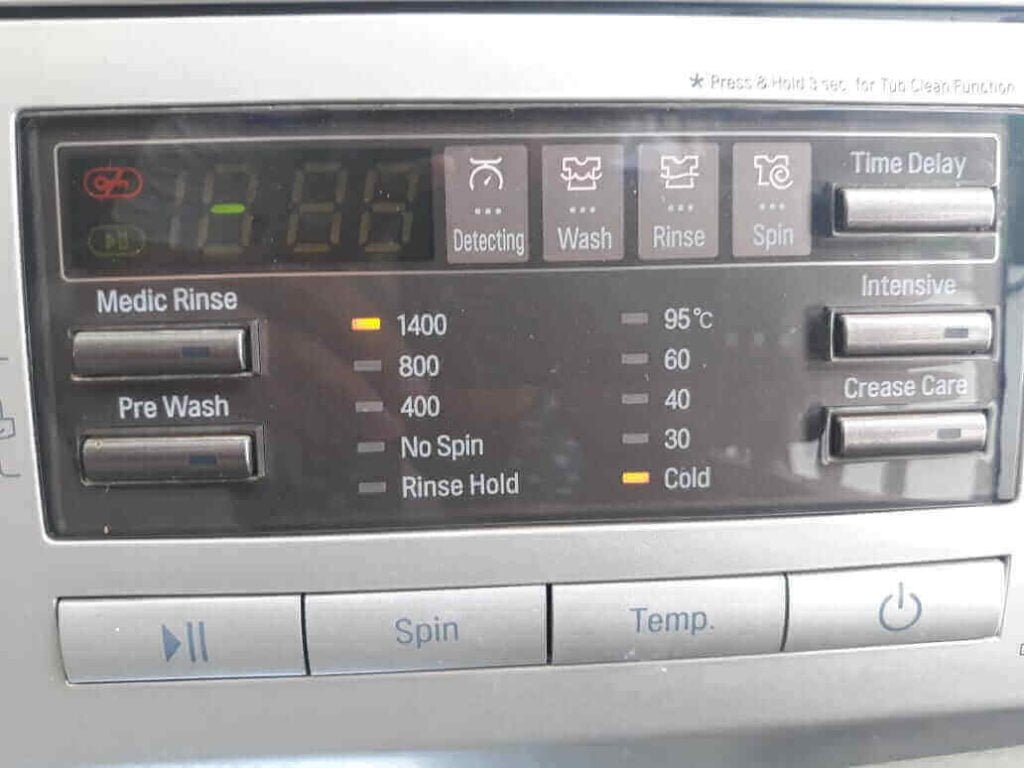 * Press & Hold 3 sec. for Tub Clean Function
Detecting
Wash
Rinse
Spin
Time Delay
Medic Rinse
Pre Wash
1400
800
400
No Spin
Rinse Hold
95°C
60
40
30
Cold
Intensive
Crease Care
Spin
Temp.